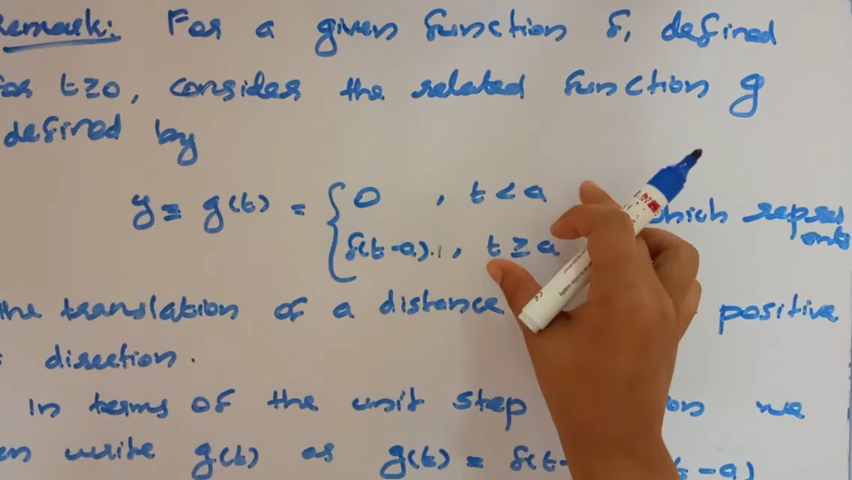 Remark: For a given function f, defined
for t≥0, consider the related function g
defined by
y = g(t) = { 0 , t < a
f(t-a) , t ≥ a which represents
the translation of a distance positive
direction.
In terms of the unit step we
write g(t) as g(t) = f(t- (t-a)